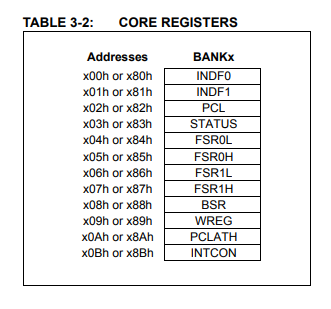 TABLE 3-2: CORE REGISTERS
Addresses BANKx
x00h or x80h INDF0
x01h or x81h INDF1
x02h or x82h PCL
x03h or x83h STATUS
x04h or x84h FSR0L
x05h or x85h FSR0H
x06h or x86h FSR1L
x07h or x87h FSR1H
x08h or x88h BSR
x09h or x89h WREG
x0Ah or x8Ah PCLATH
x0Bh or x8Bh INTCON